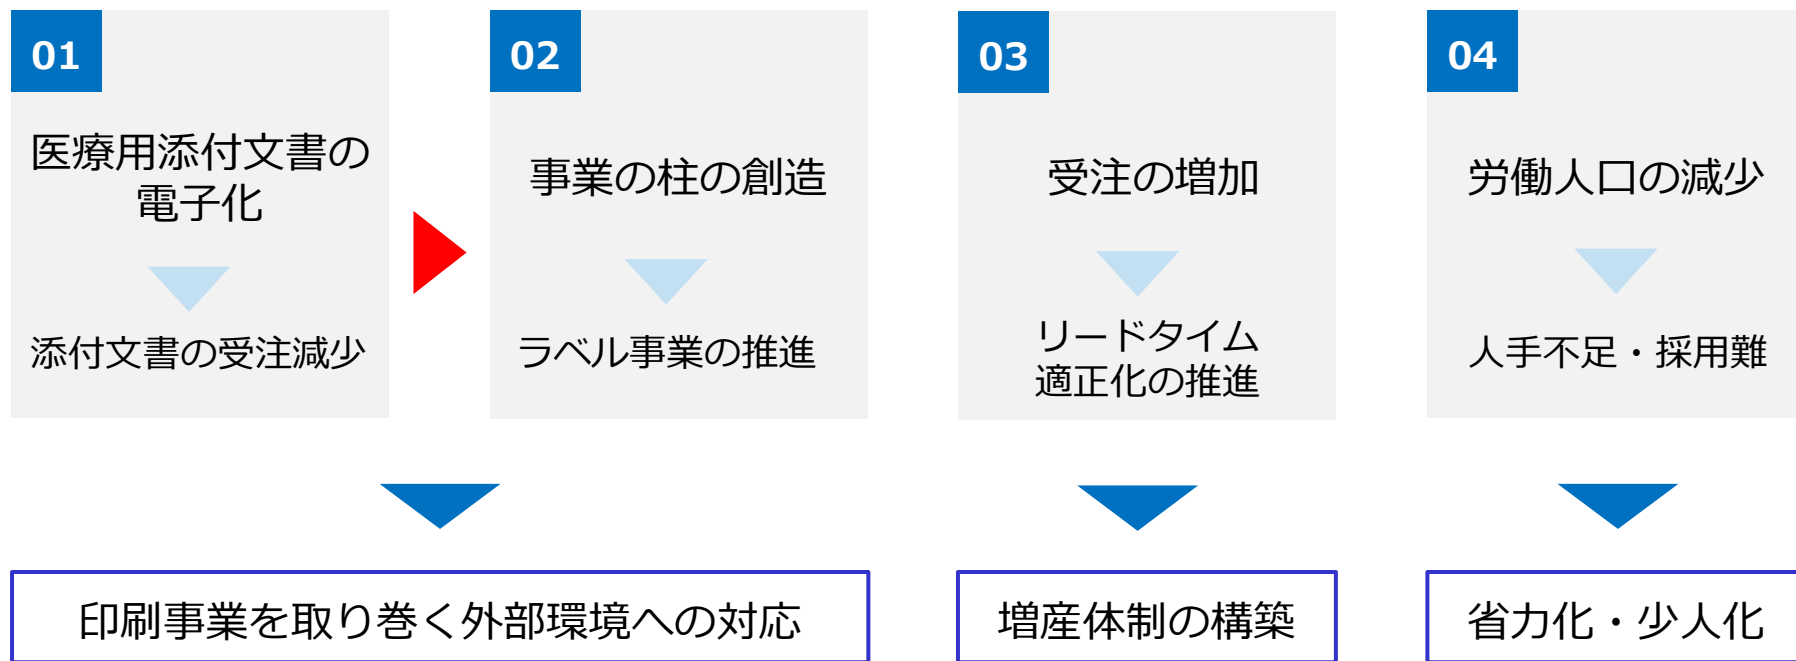 01
医療用添付文書の
電子化
添付文書の受注減少
02
事業の柱の創造
ラベル事業の推進
03
受注の増加
リードタイム
適正化の推進
04
労働人口の減少
人手不足・採用難
印刷事業を取り巻く外部環境への対応
増産体制の構築
省力化・少人化